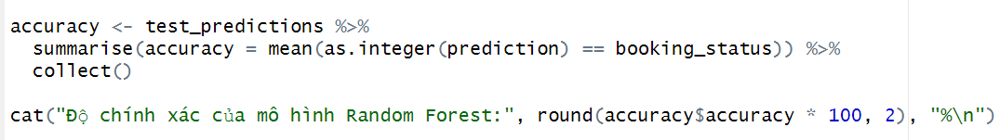 accuracy <- test_predictions %>%
  summarise(accuracy = mean(as.integer(prediction) == booking_status)) %>%
  collect()

cat("Độ chính xác của mô hình Random Forest:", round(accuracy$accuracy * 100, 2), "%\n")